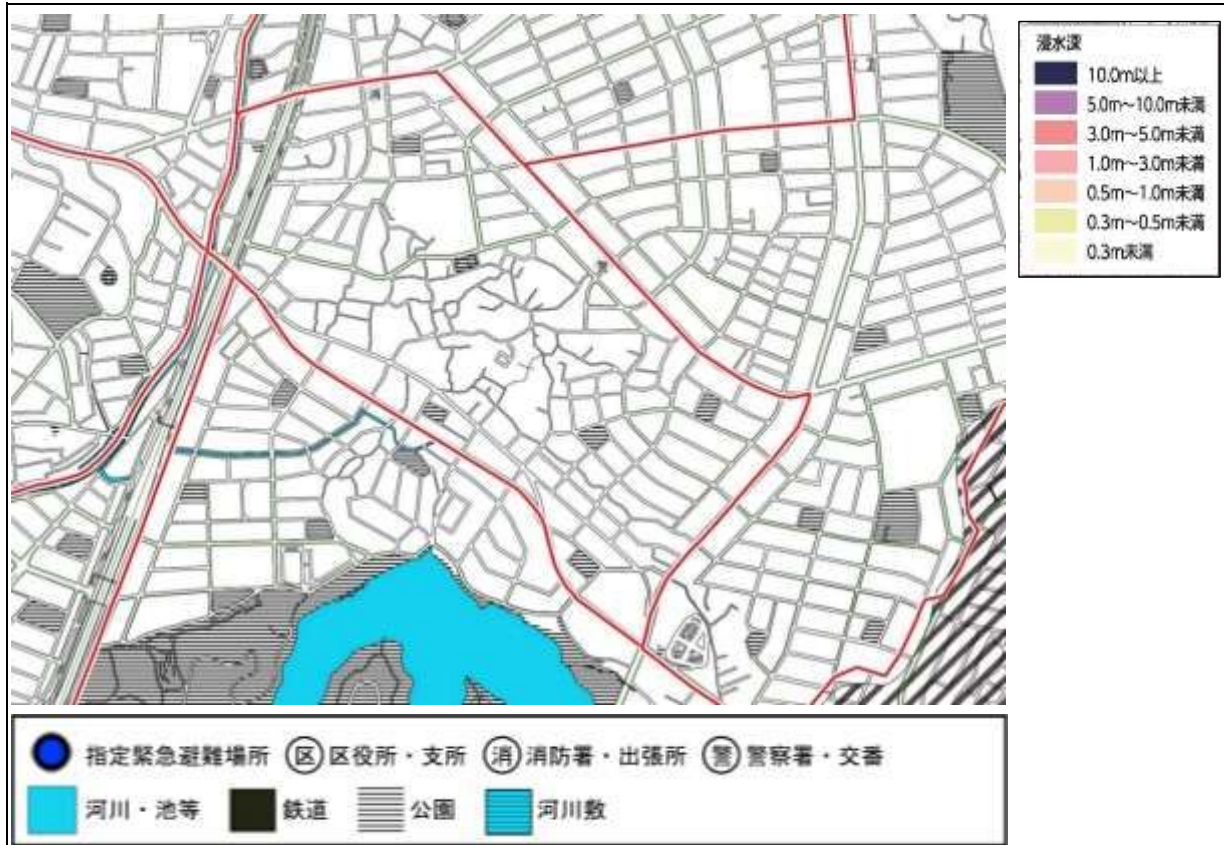 浸水深
10.0m以上
5.0m〜10.0m未満
3.0m〜5.0m未満
1.0m〜3.0m未満
0.5m〜1.0m未満
0.3m〜0.5m未満
0.3m未満
指定緊急避難場所 区 区役所・支所 消 消防署・出張所 警 警察署・交番
河川・池等 鉄道 公園 河川敷